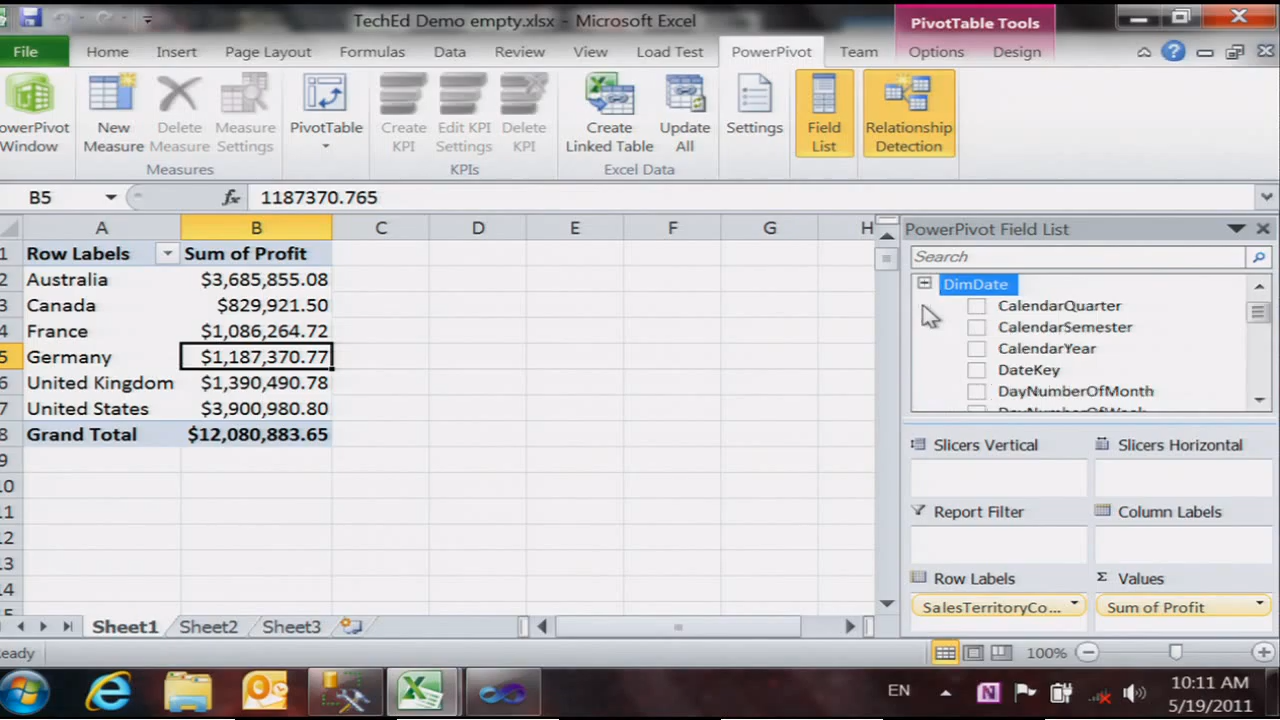 TechEd Demo empty.xlsx - Microsoft Excel
PivotTable Tools
File Home Insert Page Layout Formulas Data Review View Load Test PowerPivot Team Options Design
PowerPivot Window
New Measure
Delete Measure
Measure Settings
PivotTable
Create KPI
Edit KPI Settings
Delete KPI
Create Linked Table
Update All
Settings
Field List
Relationship Detection
Measures KPIs Excel Data
B5 fx 1187370.765
A B C D E F G H
1 Row Labels Sum of Profit
2 Australia $3,685,855.08
3 Canada $829,921.50
4 France $1,086,264.72
5 Germany $1,187,370.77
6 United Kingdom $1,390,490.78
7 United States $3,900,980.80
8 Grand Total $12,080,883.65
9
10
11
12
13
14
PowerPivot Field List
Search
DimDate
CalendarQuarter
CalendarSemester
CalendarYear
DateKey
DayNumberOfMonth
DayNumberOfWeek
Slicers Vertical Slicers Horizontal
Report Filter Column Labels
Row Labels Σ Values
SalesTerritoryCo... Sum of Profit
Sheet1 Sheet2 Sheet3
eady 100%
EN 10:11 AM
5/19/2011